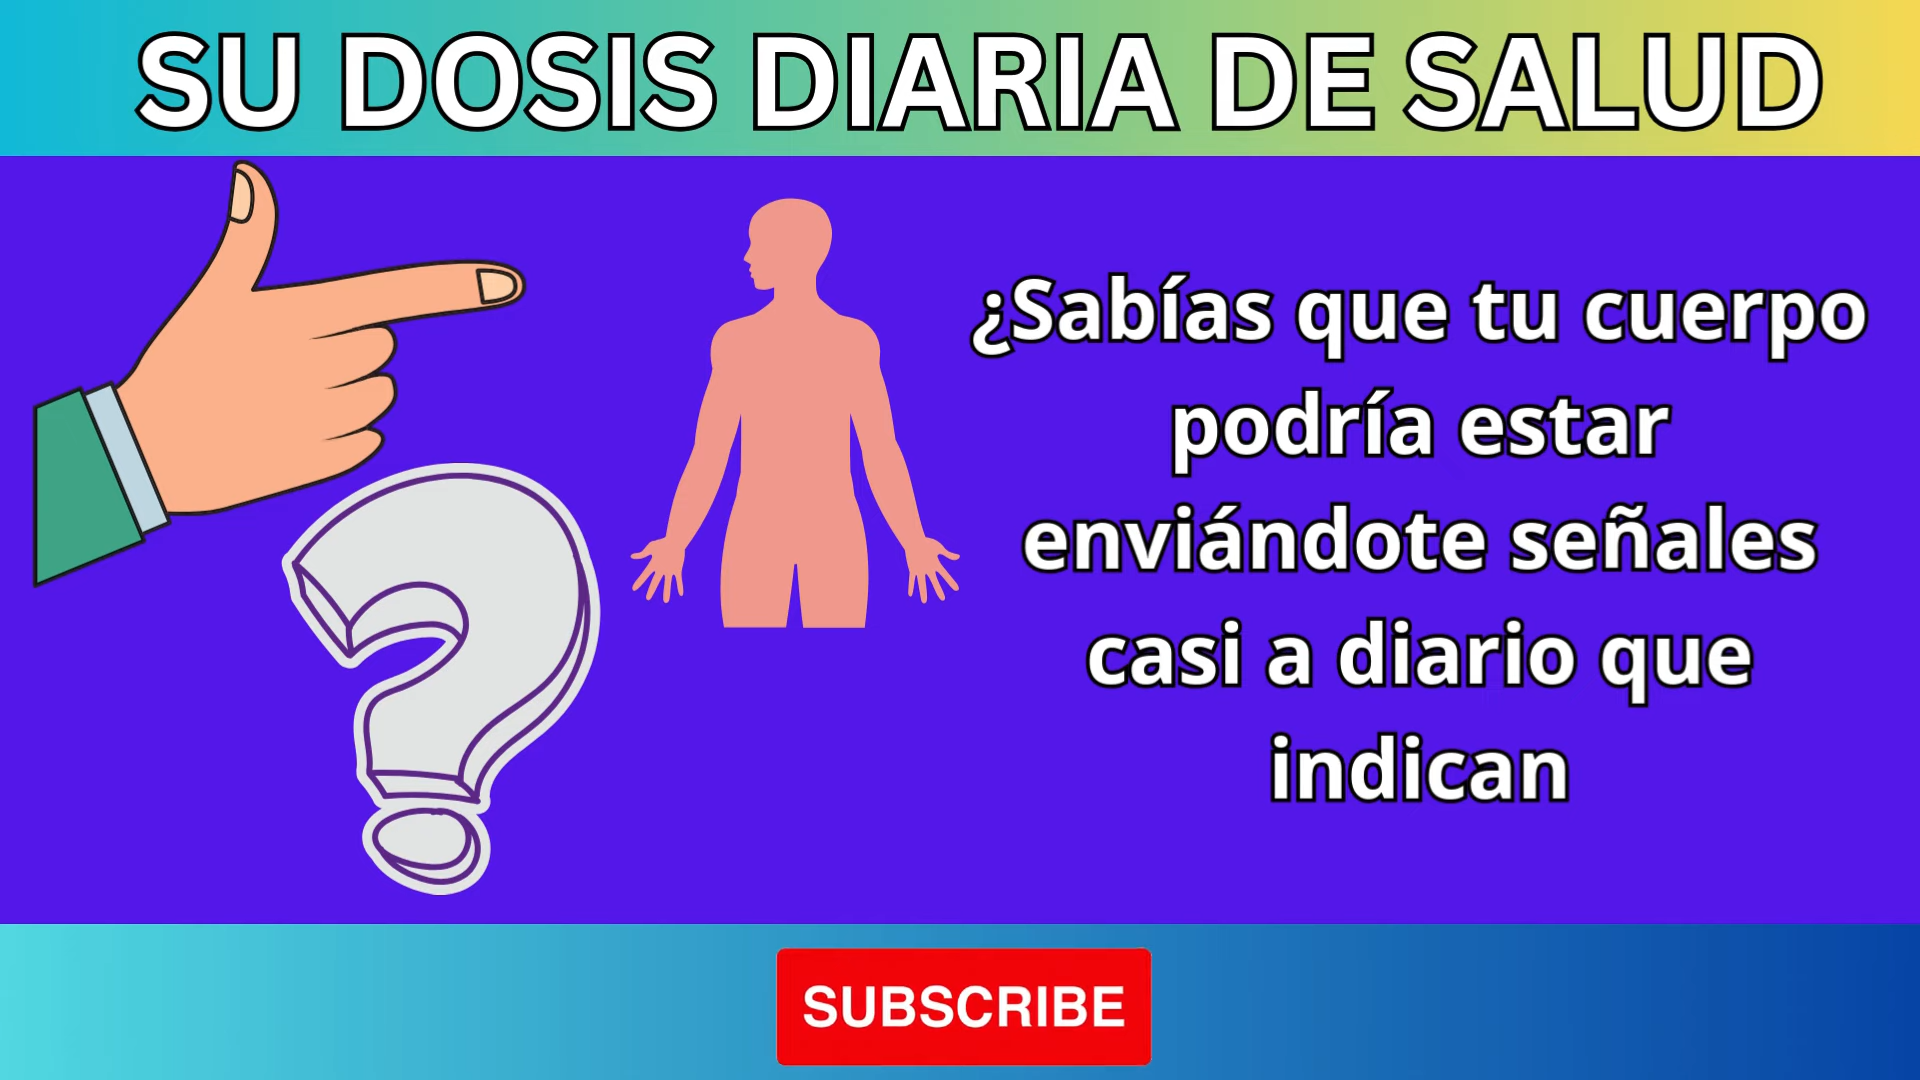 SU DOSIS DIARIA DE SALUD
¿Sabías que tu cuerpo
podría estar
enviándote señales
casi a diario que
indican
SUBSCRIBE